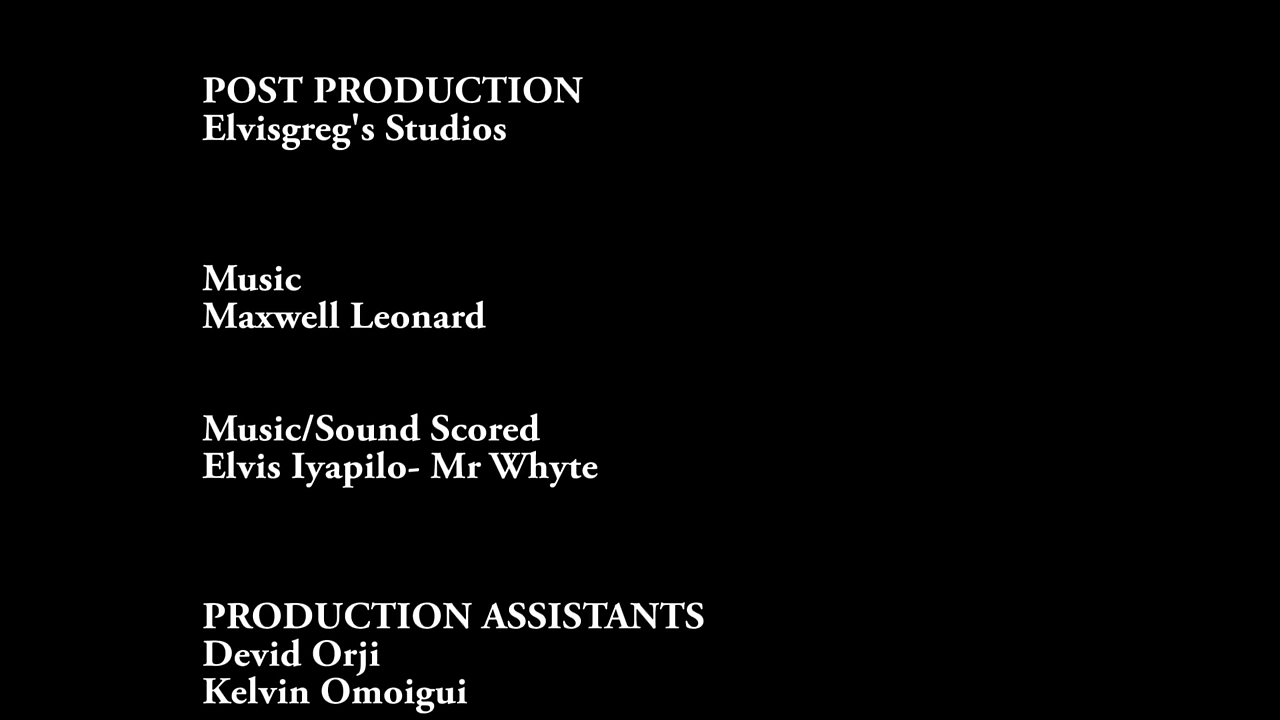 POST PRODUCTION
Elvisgreg's Studios
Music
Maxwell Leonard
Music/Sound Scored
Elvis Iyapilo- Mr Whyte
PRODUCTION ASSISTANTS
Devid Orji
Kelvin Omoigui